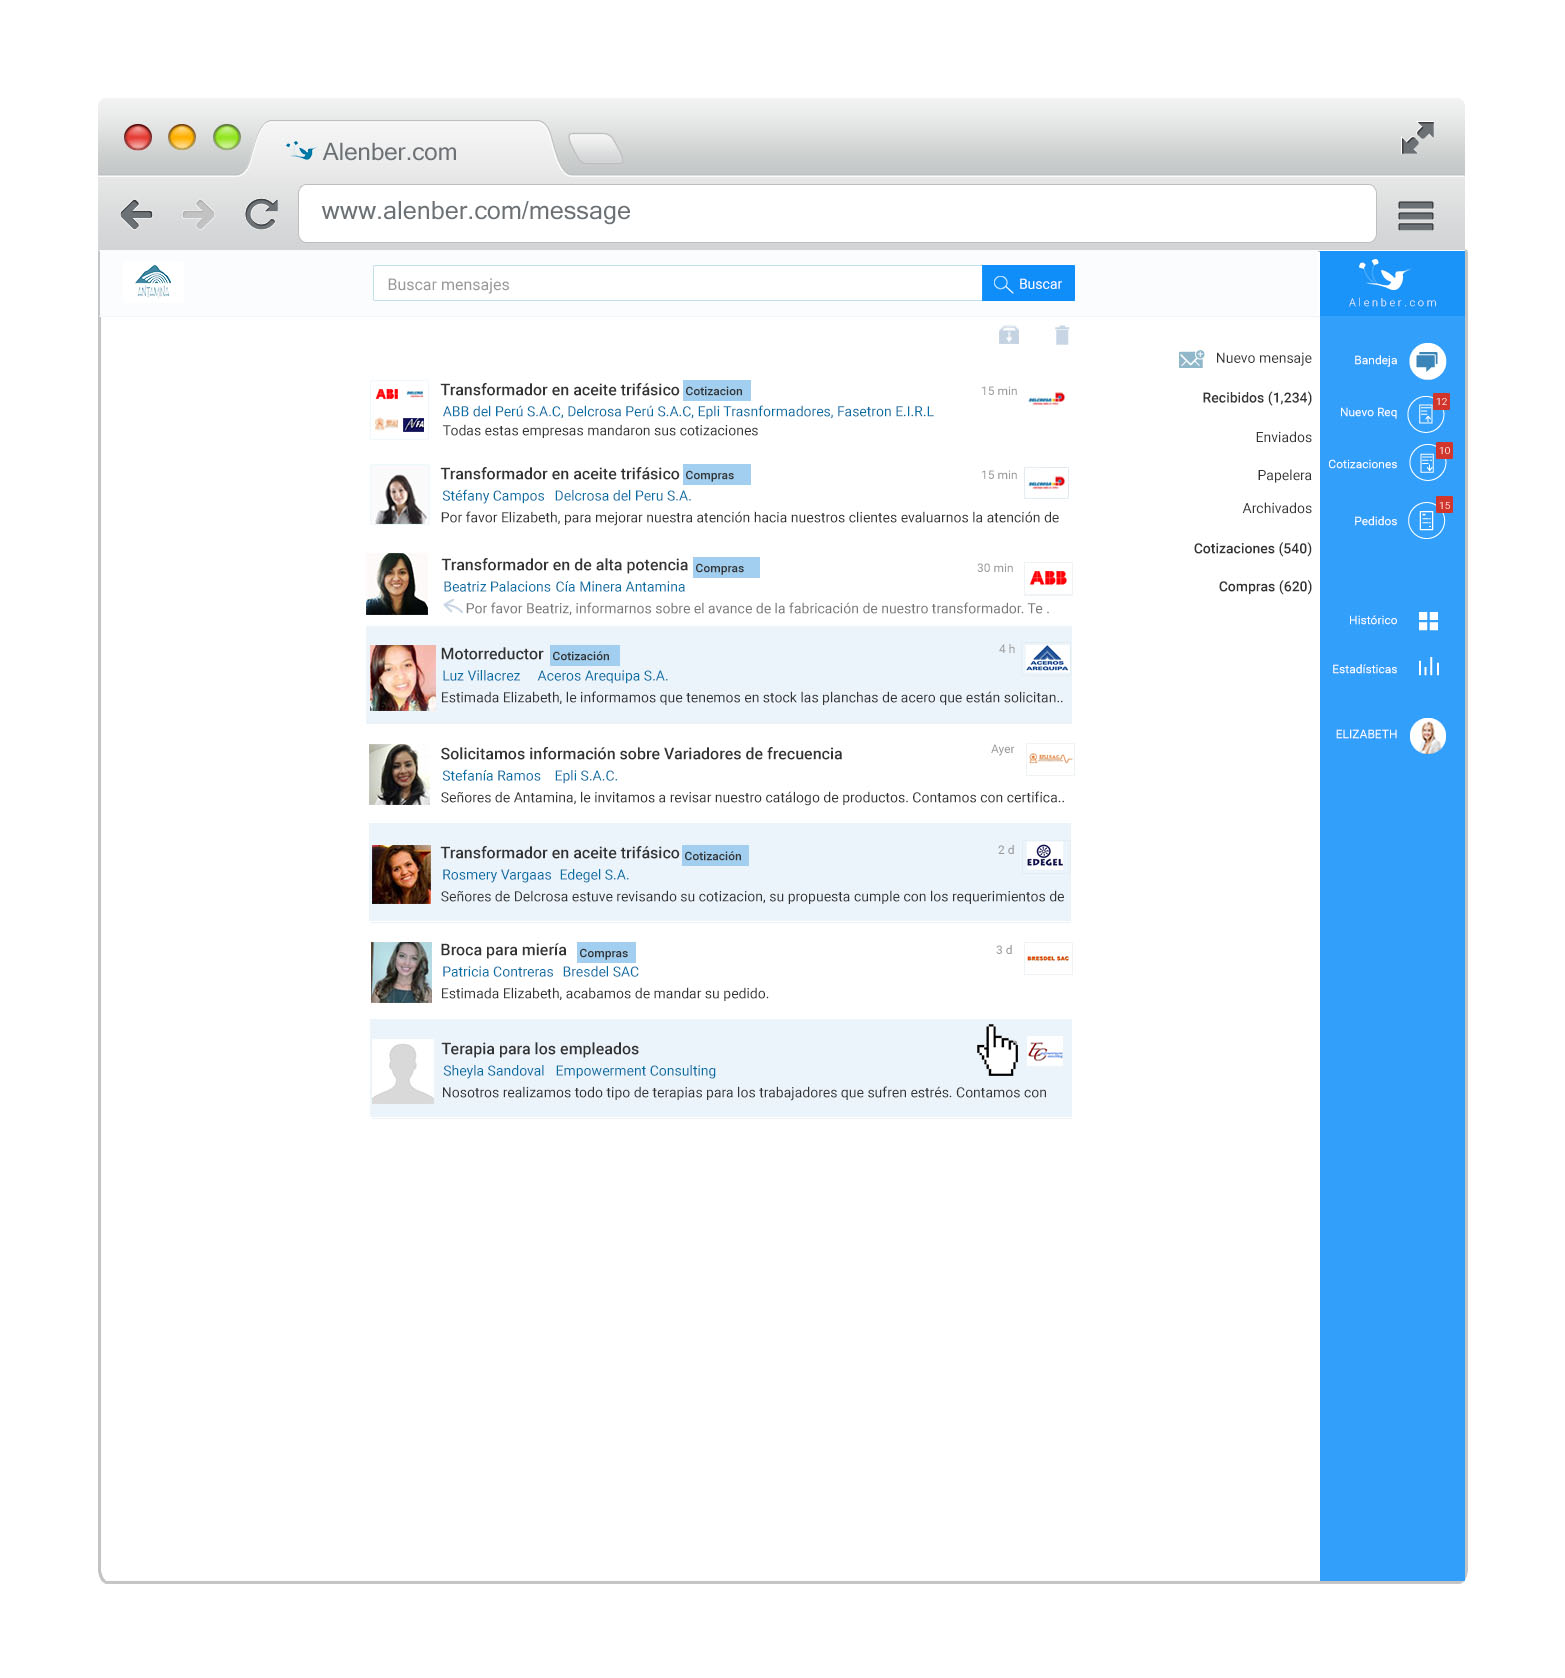 Alenber.com
www.alenber.com/message
ANTAMINA
Buscar mensajes
Buscar
Alenber.com
Transformador en aceite trifásico Cotizacion 15 min
ABB del Perú S.A.C, Delcrosa Perú S.A.C, Epli Trasnformadores, Fasetron E.I.R.L
Todas estas empresas mandaron sus cotizaciones
DELCROSA
Transformador en aceite trifásico Compras 15 min
Stéfany Campos Delcrosa del Peru S.A.
Por favor Elizabeth, para mejorar nuestra atención hacia nuestros clientes evaluarnos la atención de
DELCROSA
Transformador en de alta potencia Compras 30 min
Beatriz Palacions Cía Minera Antamina
Por favor Beatriz, informarnos sobre el avance de la fabricación de nuestro transformador. Te .
ABB
Motorreductor Cotización 4 h
Luz Villacrez Aceros Arequipa S.A.
Estimada Elizabeth, le informamos que tenemos en stock las planchas de acero que están solicitan..
ACEROS
AREQUIPA
Solicitamos información sobre Variadores de frecuencia Ayer
Stefanía Ramos Epli S.A.C.
Señores de Antamina, le invitamos a revisar nuestro catálogo de productos. Contamos con certifica..
Transformador en aceite trifásico Cotización 2 d
Rosmery Vargaas Edegel S.A.
Señores de Delcrosa estuve revisando su cotizacion, su propuesta cumple con los requerimientos de
EDEGEL
Broca para miería Compras 3 d
Patricia Contreras Bresdel SAC
Estimada Elizabeth, acabamos de mandar su pedido.
BRESDEL SAC
Terapia para los empleados
Sheyla Sandoval Empowerment Consulting
Nosotros realizamos todo tipo de terapias para los trabajadores que sufren estrés. Contamos con
Nuevo mensaje
Recibidos (1,234)
Enviados
Papelera
Archivados
Cotizaciones (540)
Compras (620)
Bandeja
Nuevo Req 12
Cotizaciones 10
Pedidos 15
Histórico
Estadísticas
ELIZABETH